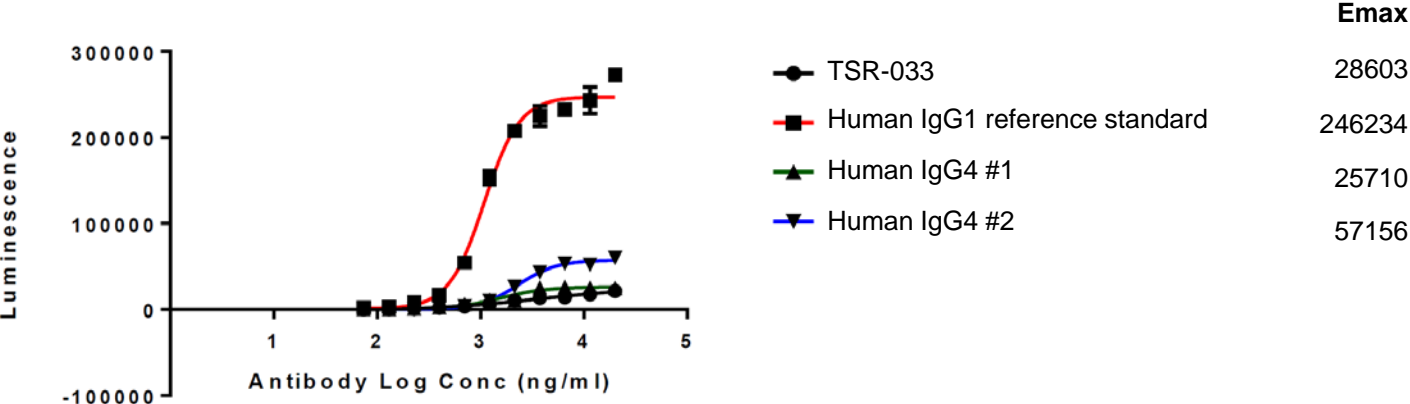 Emax
300000
200000
100000
0
-100000
Luminescence
1 2 3 4 5
Antibody Log Conc (ng/ml)
TSR-033 28603
Human IgG1 reference standard 246234
Human IgG4 #1 25710
Human IgG4 #2 57156